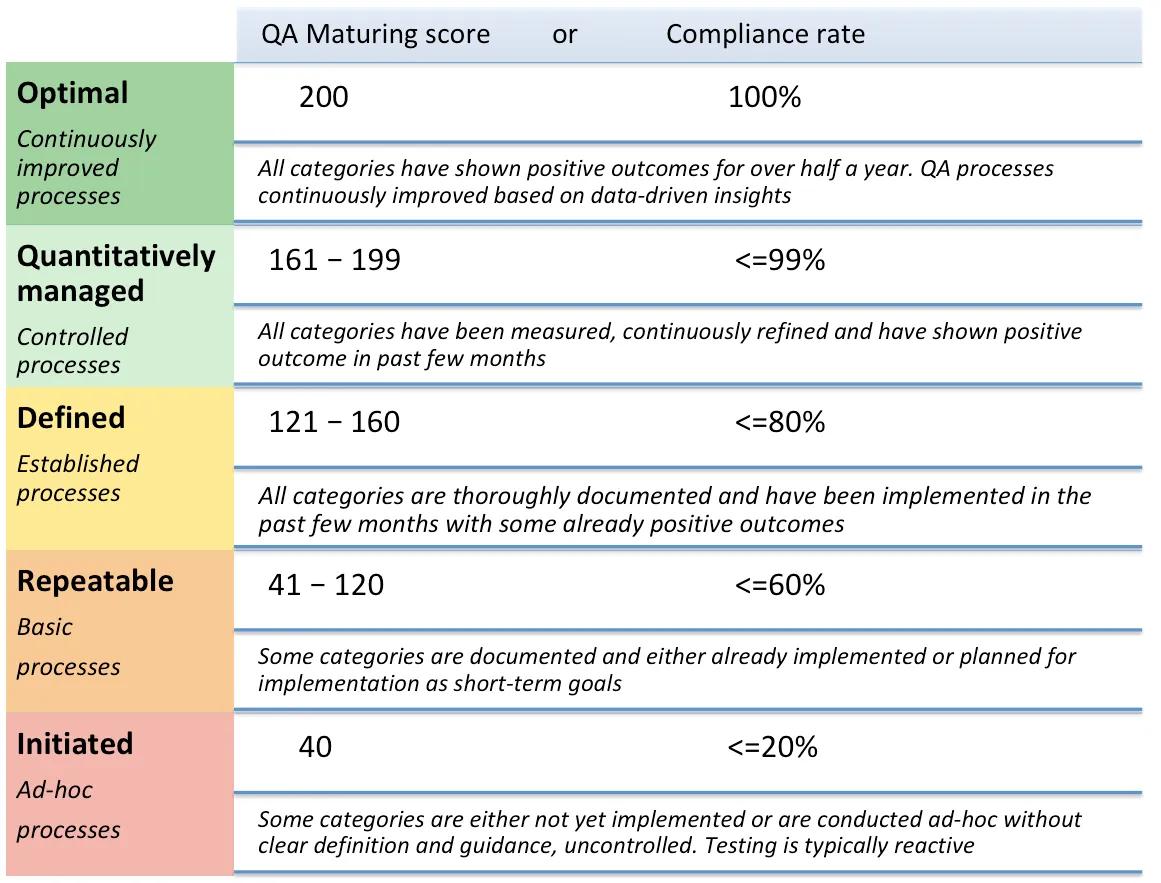 QA Maturing score or Compliance rate
Optimal
Continuously
improved
processes
200 100%
All categories have shown positive outcomes for over half a year. QA processes
continuously improved based on data-driven insights
Quantitatively
managed
Controlled
processes
161 – 199 <=99%
All categories have been measured, continuously refined and have shown positive
outcome in past few months
Defined
Established
processes
121 – 160 <=80%
All categories are thoroughly documented and have been implemented in the
past few months with some already positive outcomes
Repeatable
Basic
processes
41 – 120 <=60%
Some categories are documented and either already implemented or planned for
implementation as short-term goals
Initiated
Ad-hoc
processes
40 <=20%
Some categories are either not yet implemented or are conducted ad-hoc without
clear definition and guidance, uncontrolled. Testing is typically reactive